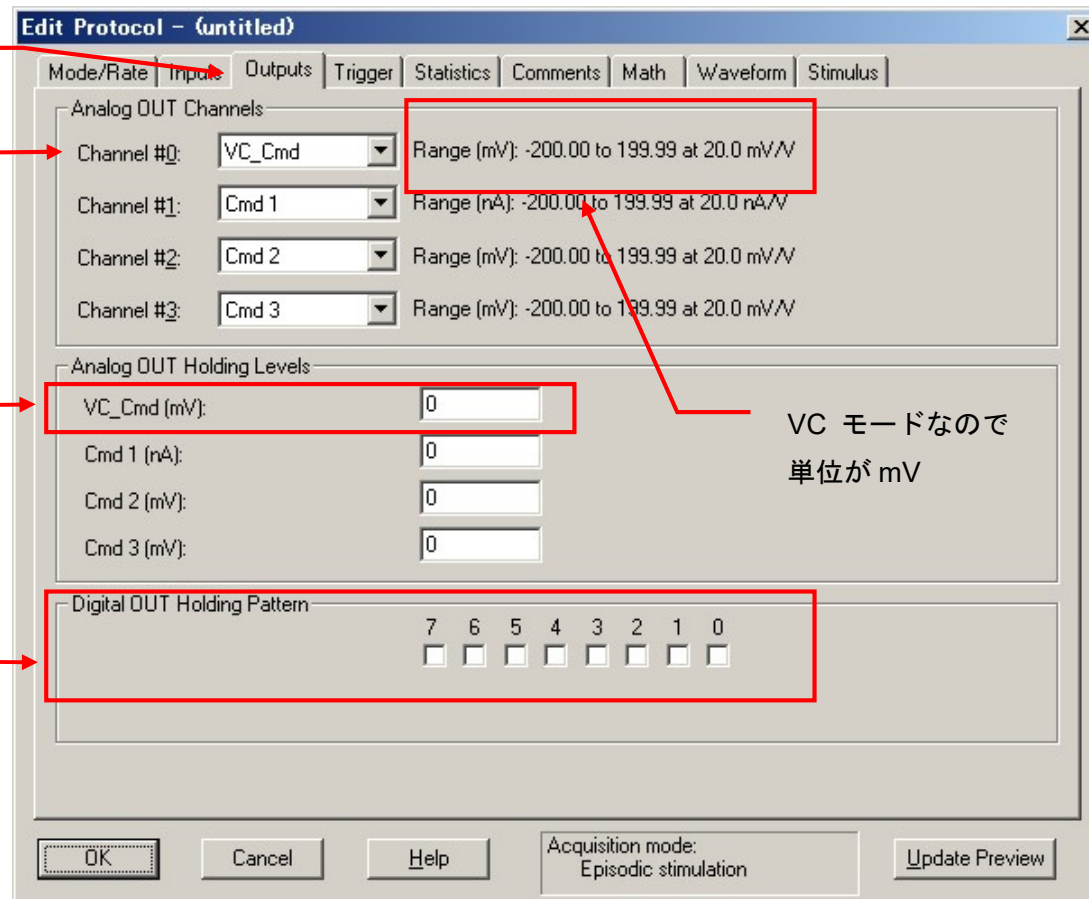 Edit Protocol - (untitled)
Mode/Rate Inputs Outputs Trigger Statistics Comments Math Waveform Stimulus
Analog OUT Channels
Channel #0: VC_Cmd Range (mV): -200.00 to 199.99 at 20.0 mV/V
Channel #1: Cmd 1 Range (nA): -200.00 to 199.99 at 20.0 nA/V
Channel #2: Cmd 2 Range (mV): -200.00 to 199.99 at 20.0 mV/V
Channel #3: Cmd 3 Range (mV): -200.00 to 199.99 at 20.0 mV/V
Analog OUT Holding Levels
VC_Cmd (mV): 0
Cmd 1 (nA): 0
Cmd 2 (mV): 0
Cmd 3 (mV): 0
VC モードなので
単位が mV
Digital OUT Holding Pattern
7 6 5 4 3 2 1 0
OK Cancel Help
Acquisition mode:
Episodic stimulation
Update Preview